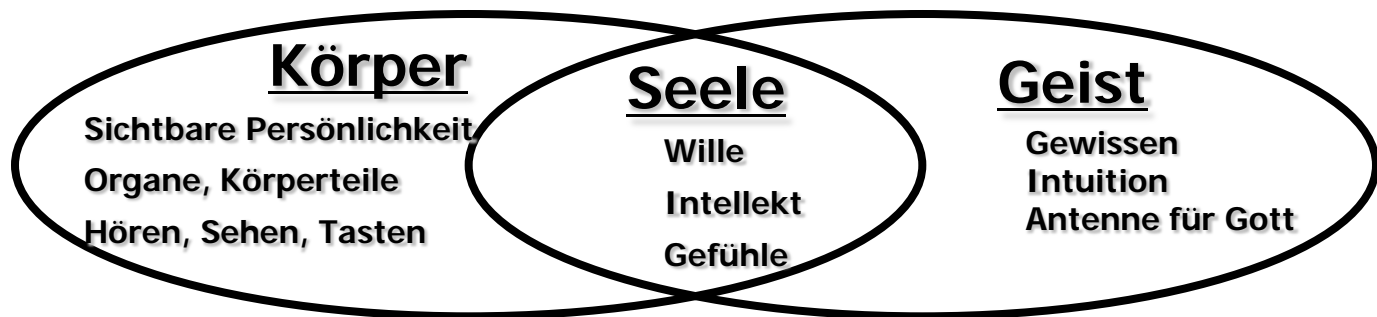 Körper
Sichtbare Persönlichkeit
Organe, Körperteile
Hören, Sehen, Tasten
Seele
Wille
Intellekt
Gefühle
Geist
Gewissen
Intuition
Antenne für Gott